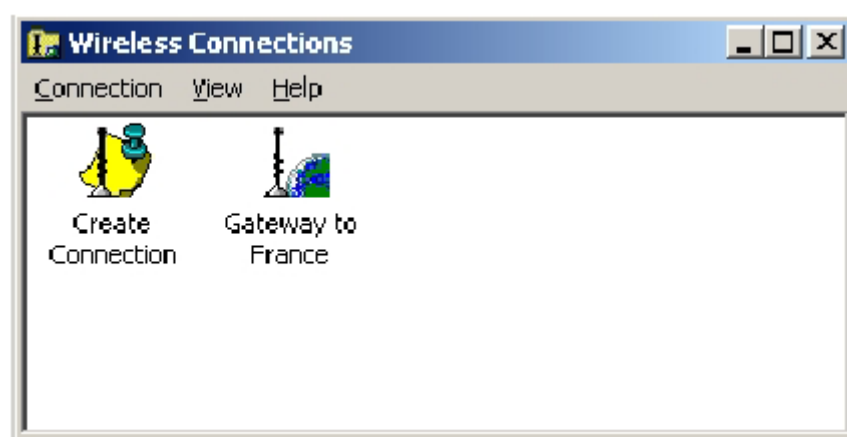 Wireless Connections
Connection View Help
Create
Connection
Gateway to
France